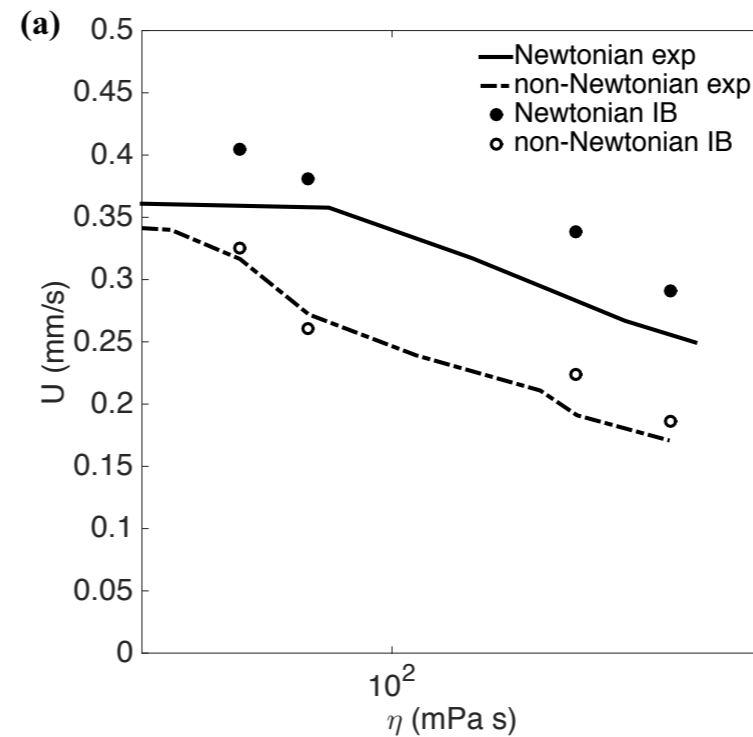 (a)
0.5
0.45
0.4
0.35
0.3
0.25
0.2
0.15
0.1
0.05
0
U (mm/s)
Newtonian exp
non-Newtonian exp
Newtonian IB
non-Newtonian IB
10²
η (mPa s)